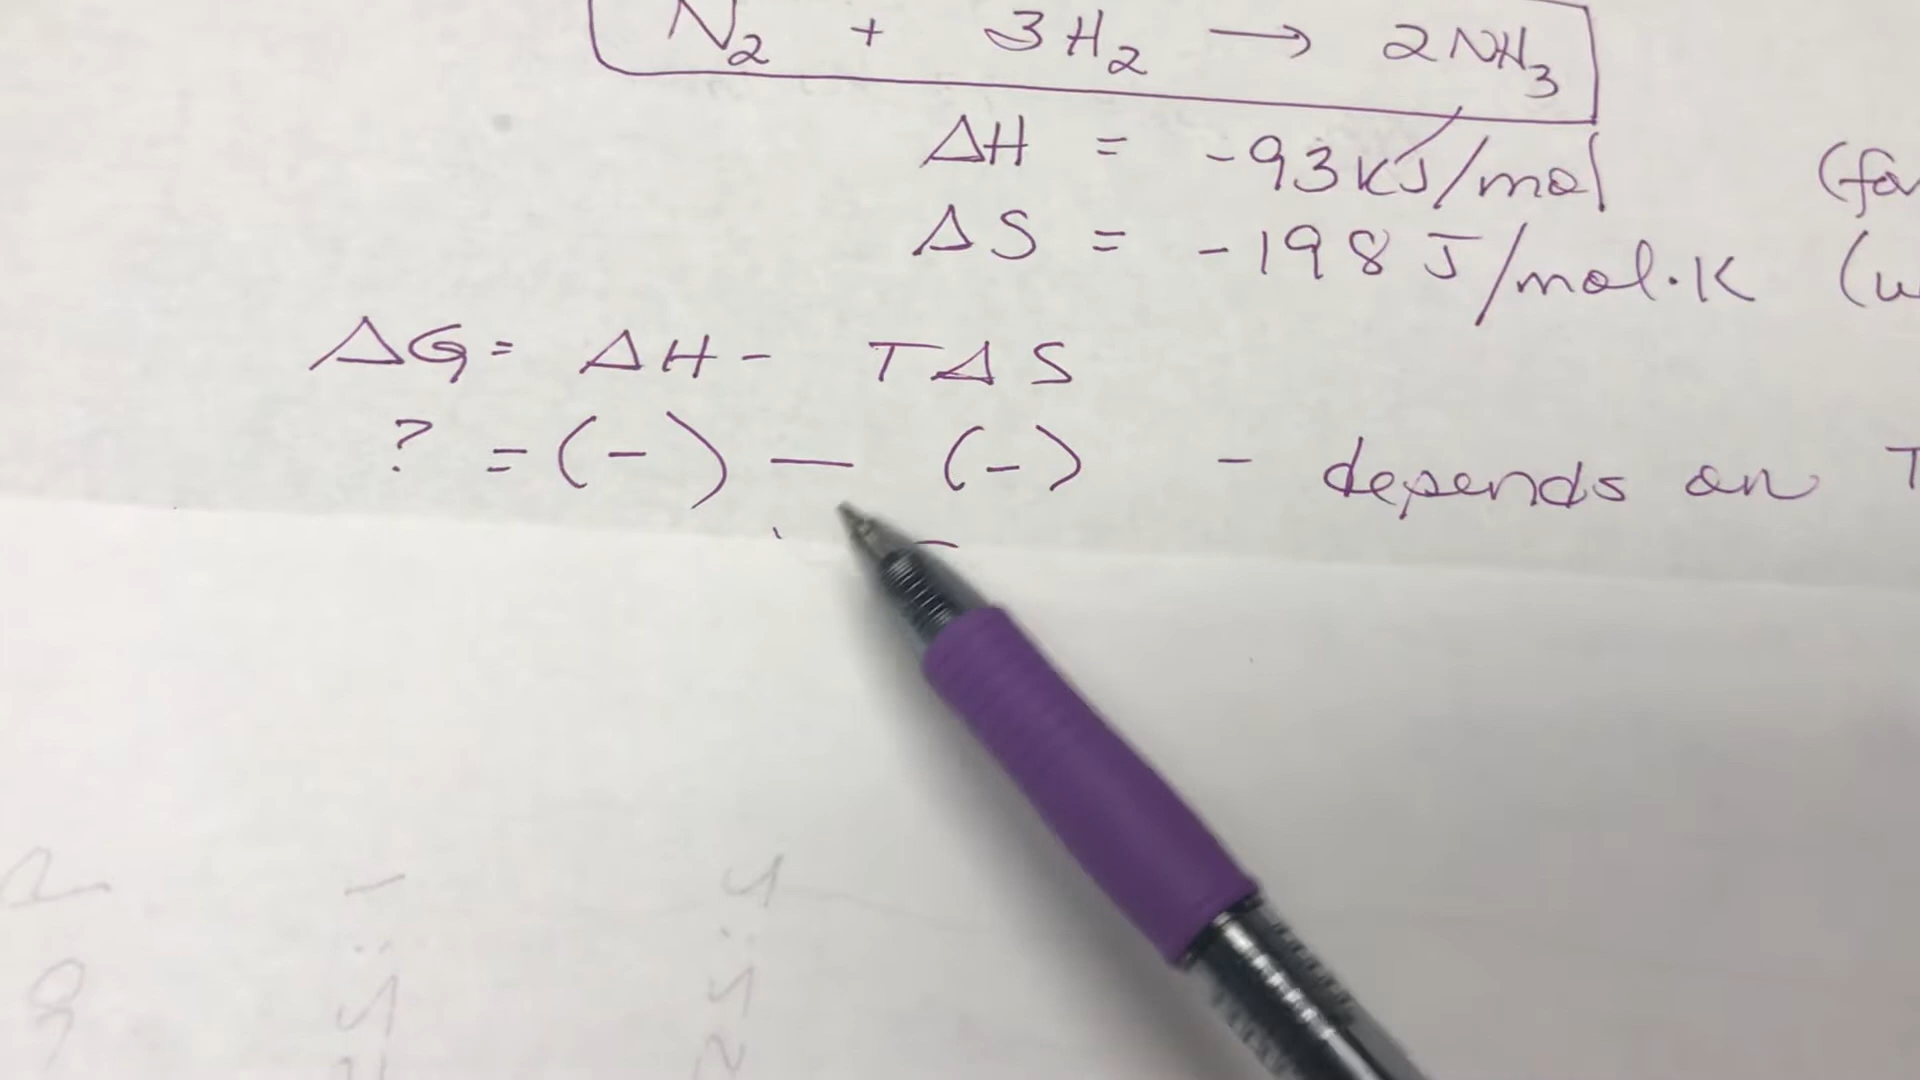 N₂ + 3H₂ → 2NH₃
ΔH = -93 KJ/mol
ΔS = -198 J/mol·K
ΔG = ΔH - TΔS
? = (-) - (-) - depends on T